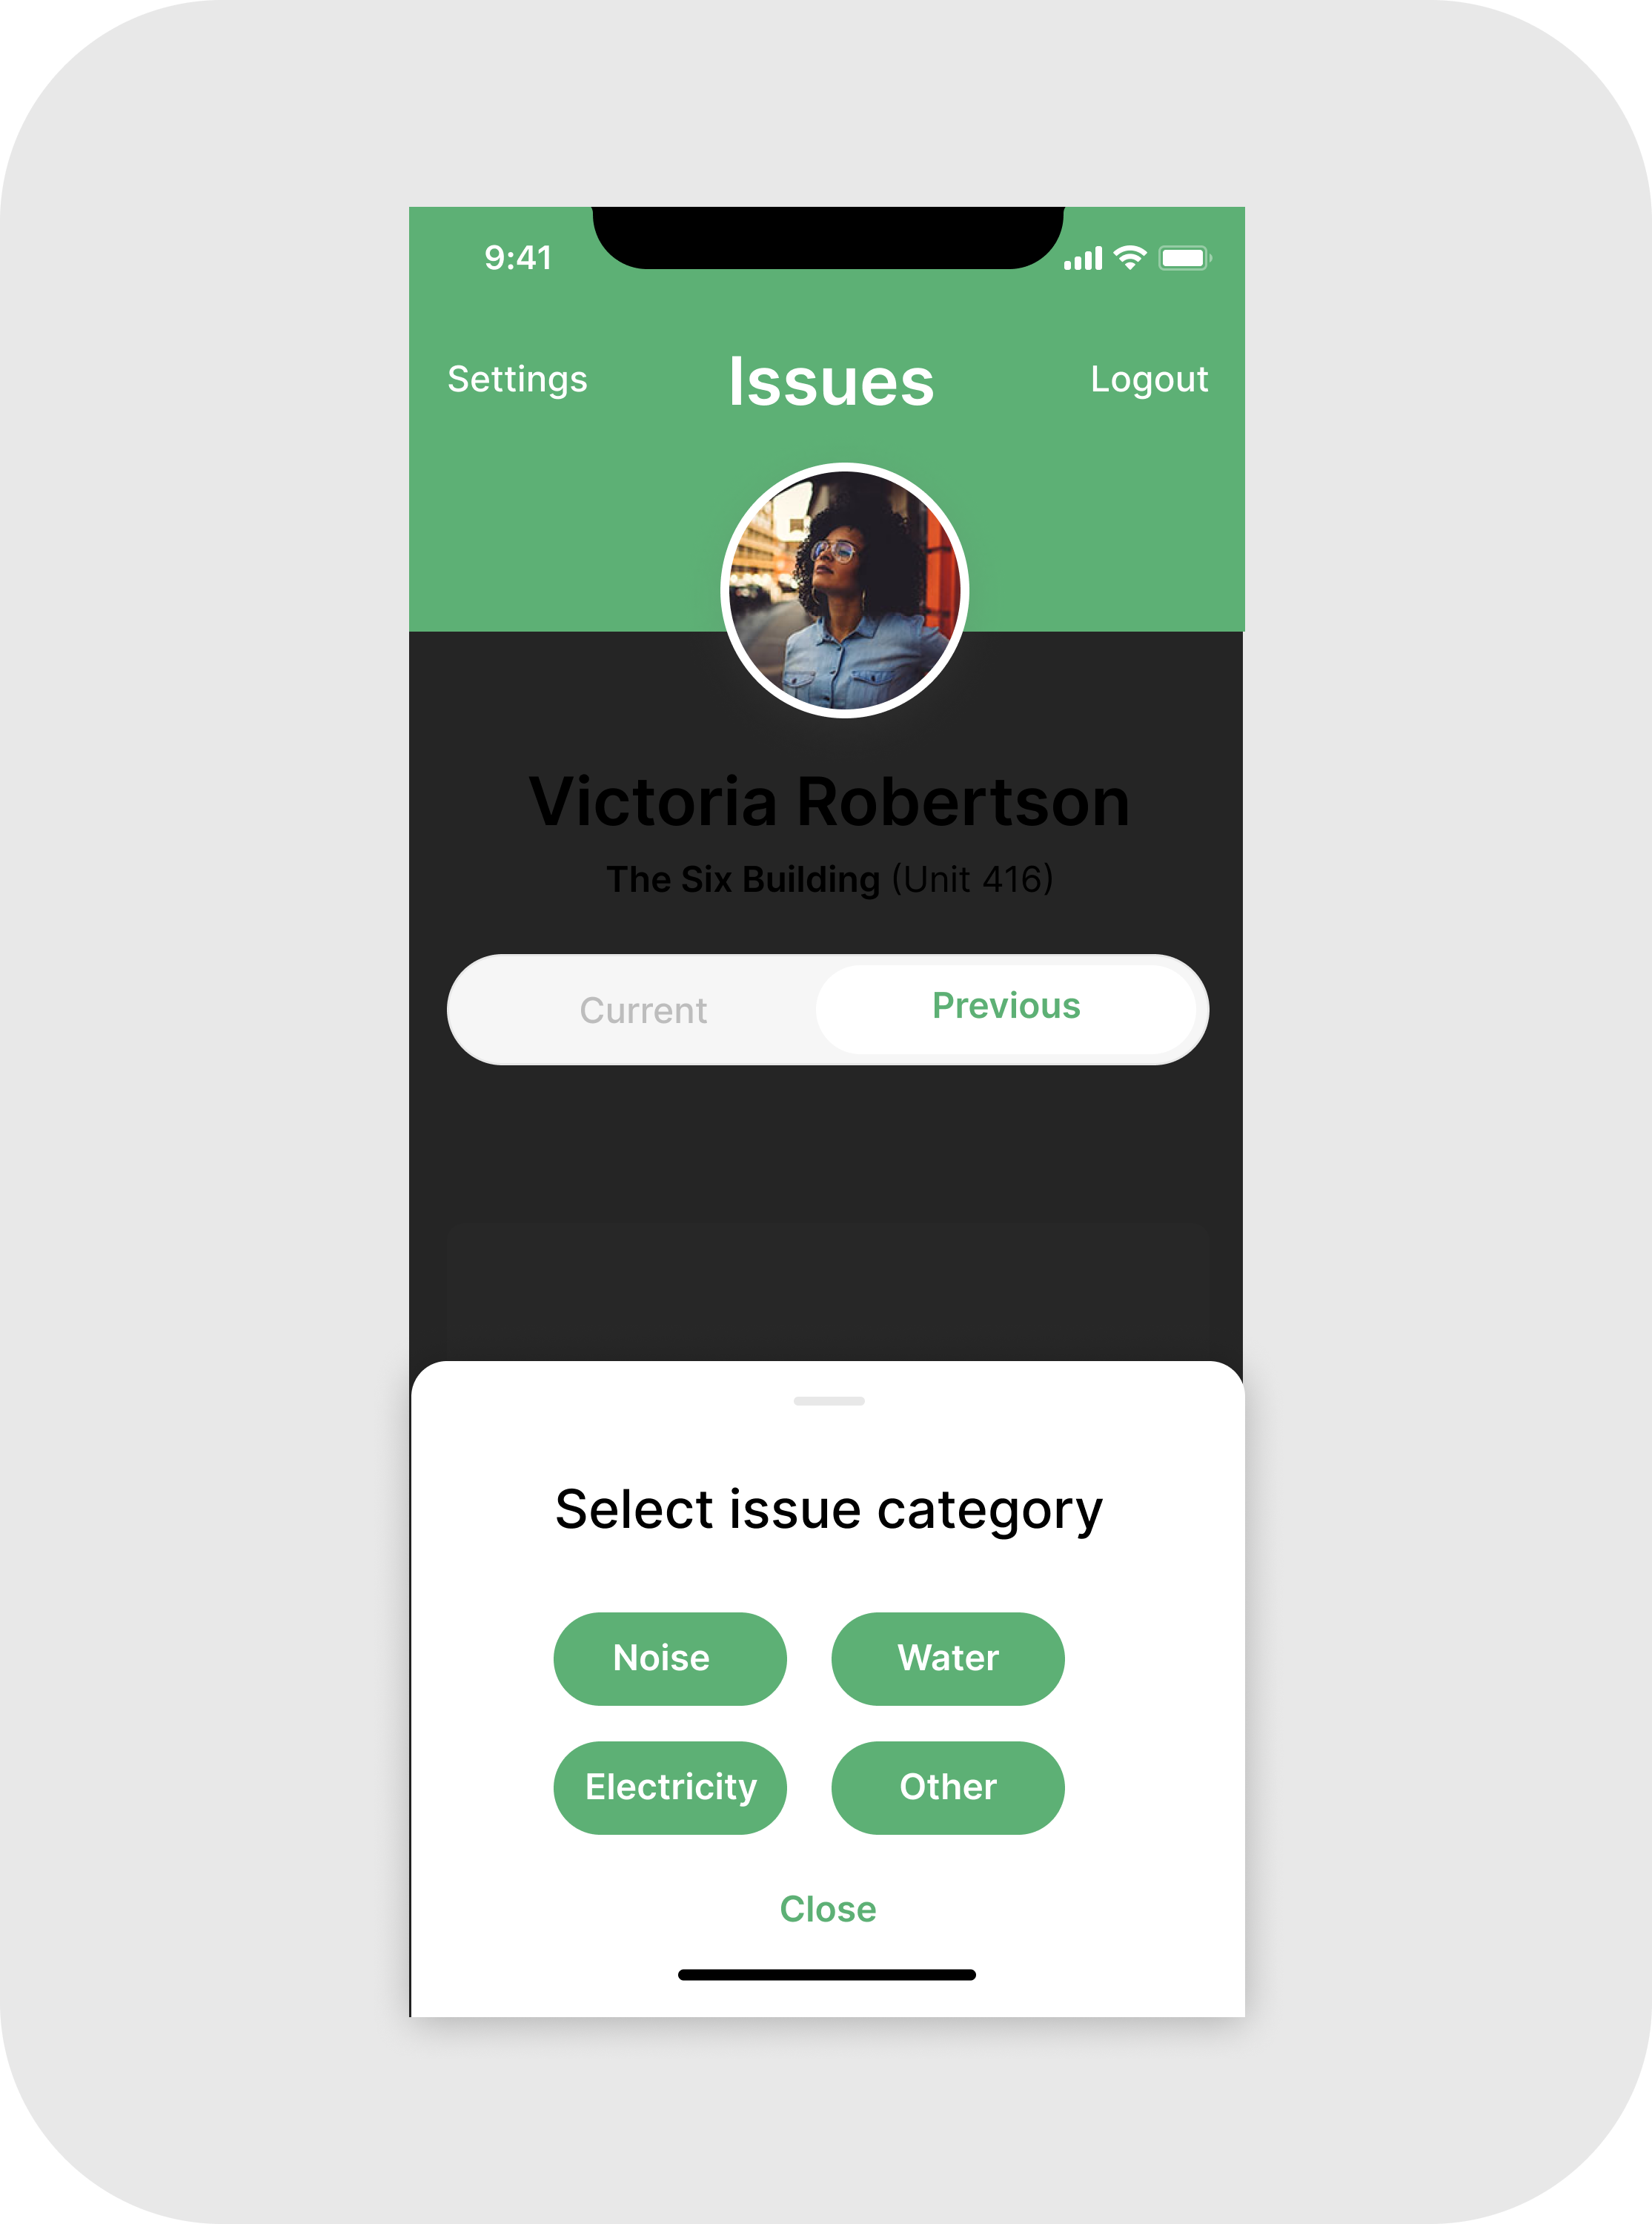 9:41
Settings Issues Logout
Victoria Robertson
The Six Building (Unit 416)
Current Previous
Select issue category
Noise Water
Electricity Other
Close